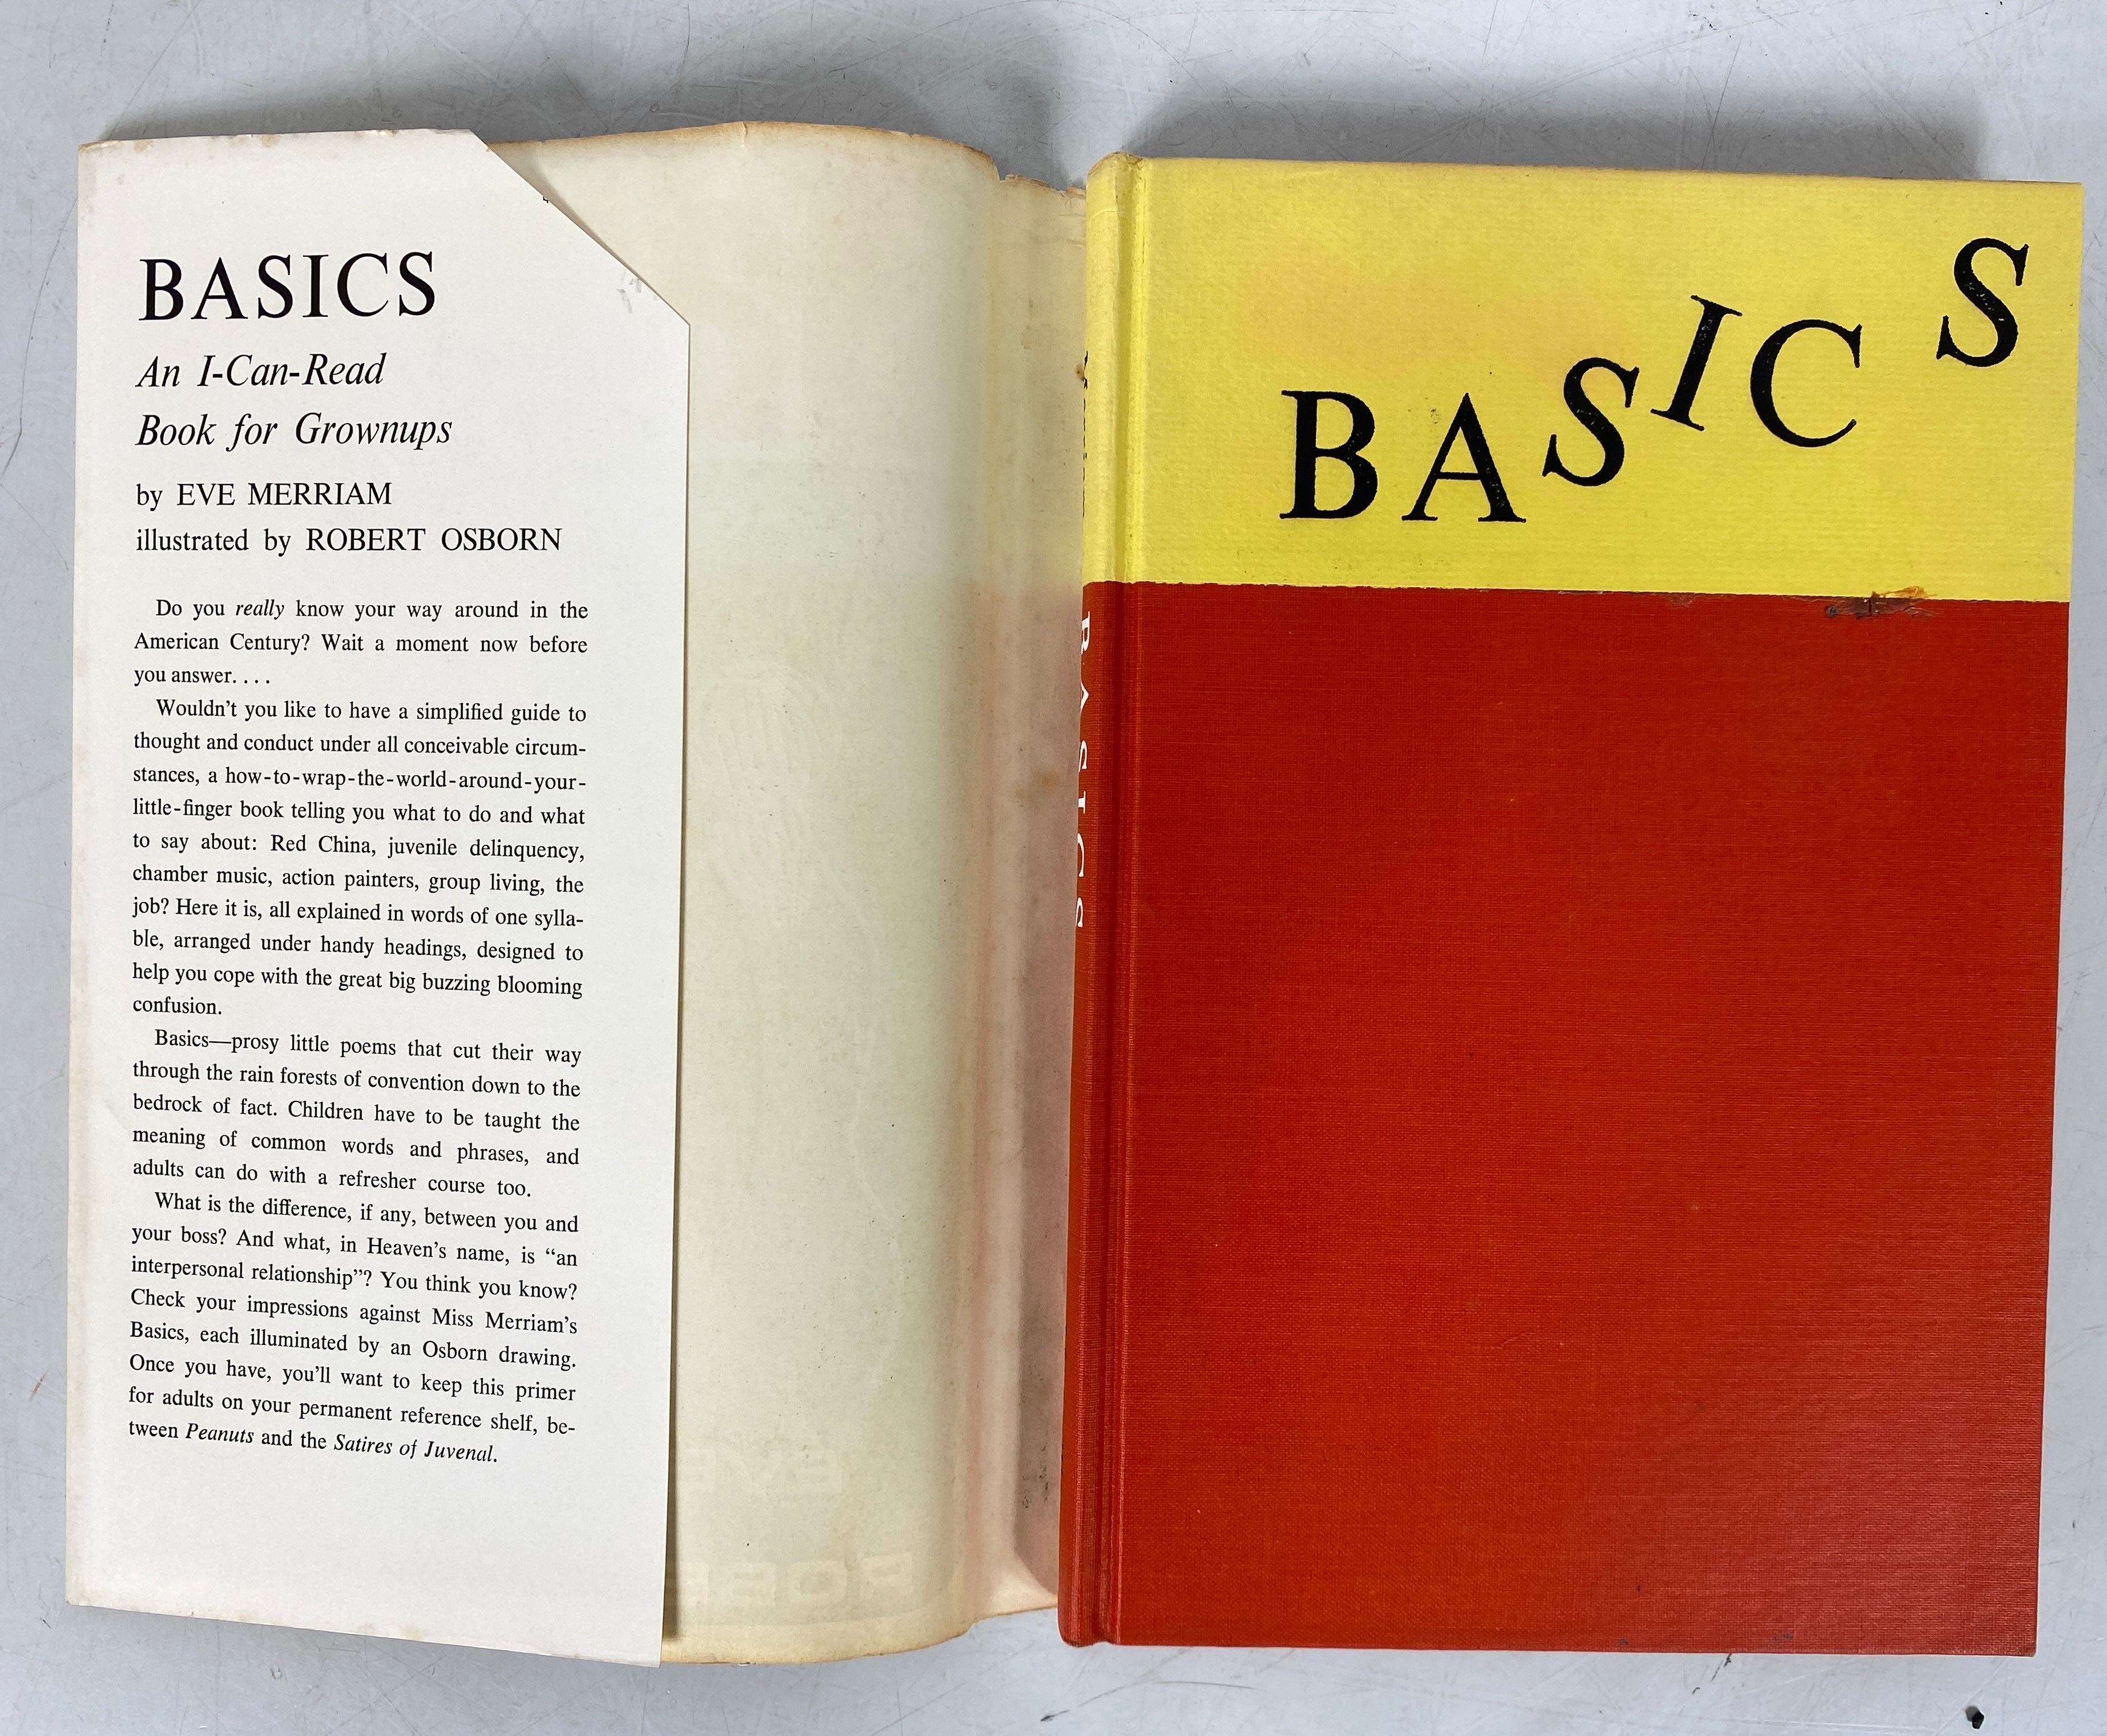 BASICS
An I-Can-Read
Book for Grownups
by EVE MERRIAM
illustrated by ROBERT OSBORN
Do you really know your way around in the
American Century? Wait a moment now before
you answer. . . .
Wouldn't you like to have a simplified guide to
thought and conduct under all conceivable circum-
stances, a how-to-wrap-the-world-around-your-
little-finger book telling you what to do and what
to say about: Red China, juvenile delinquency,
chamber music, action painters, group living, the
job? Here it is, all explained in words of one sylla-
ble, arranged under handy headings, designed to
help you cope with the great big buzzing blooming
confusion.
Basics—prosy little poems that cut their way
through the rain forests of convention down to the
bedrock of fact. Children have to be taught the
meaning of common words and phrases, and
adults can do with a refresher course too.
What is the difference, if any, between you and
your boss? And what, in Heaven's name, is “an
interpersonal relationship”? You think you know?
Check your impressions against Miss Merriam's
Basics, each illuminated by an Osborn drawing.
Once you have, you'll want to keep this primer
for adults on your permanent reference shelf, be-
tween Peanuts and the Satires of Juvenal.
BASICS
BASICS